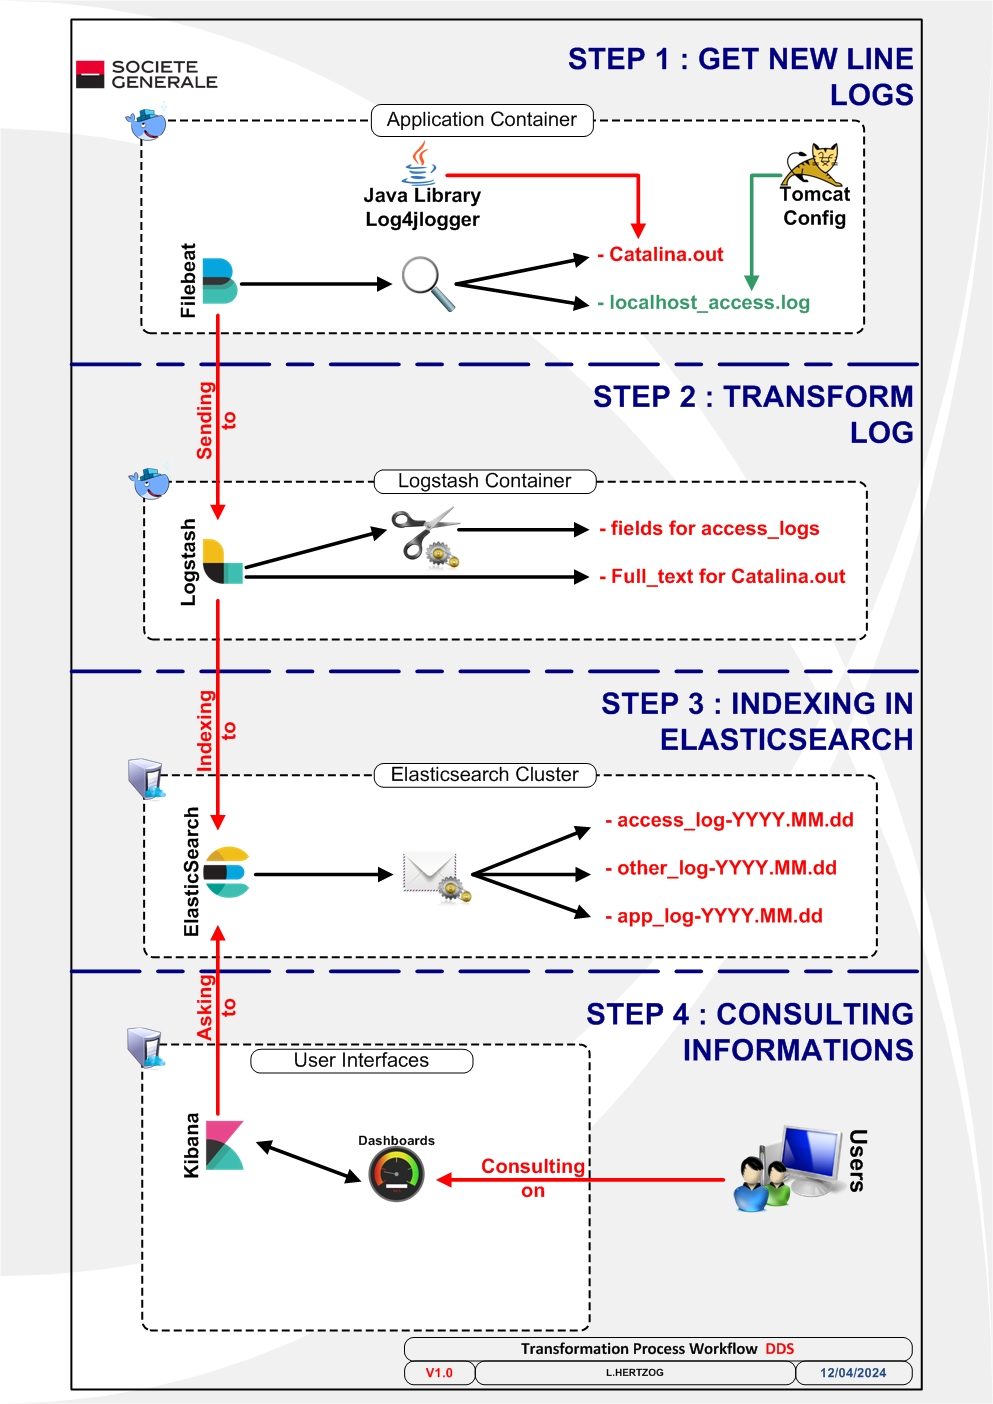 SOCIETE
GENERALE
STEP 1 : GET NEW LINE
LOGS
Application Container
Java Library
Log4jlogger
Tomcat
Config
Filebeat
- Catalina.out
- localhost_access.log
Sending
to
STEP 2 : TRANSFORM
LOG
Logstash Container
Logstash
- fields for access_logs
- Full_text for Catalina.out
Indexing
to
STEP 3 : INDEXING IN
ELASTICSEARCH
Elasticsearch Cluster
ElasticSearch
- access_log-YYYY.MM.dd
- other_log-YYYY.MM.dd
- app_log-YYYY.MM.dd
Asking
to
STEP 4 : CONSULTING
INFORMATIONS
User Interfaces
Kibana
Dashboards
Consulting
on
Users
Transformation Process Workflow DDS
V1.0
L.HERTZOG
12/04/2024